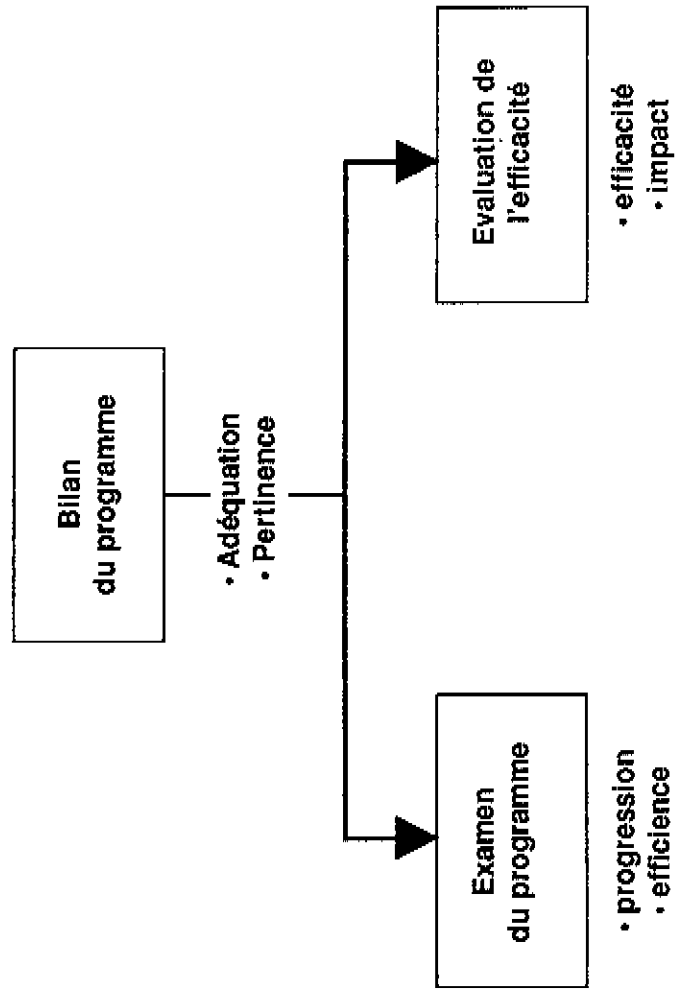 Bilan
du programme
• Adéquation
• Pertinence
Examen
du programme
• progression
• efficience
Evaluation de
l'efficacité
• efficacité
• impact